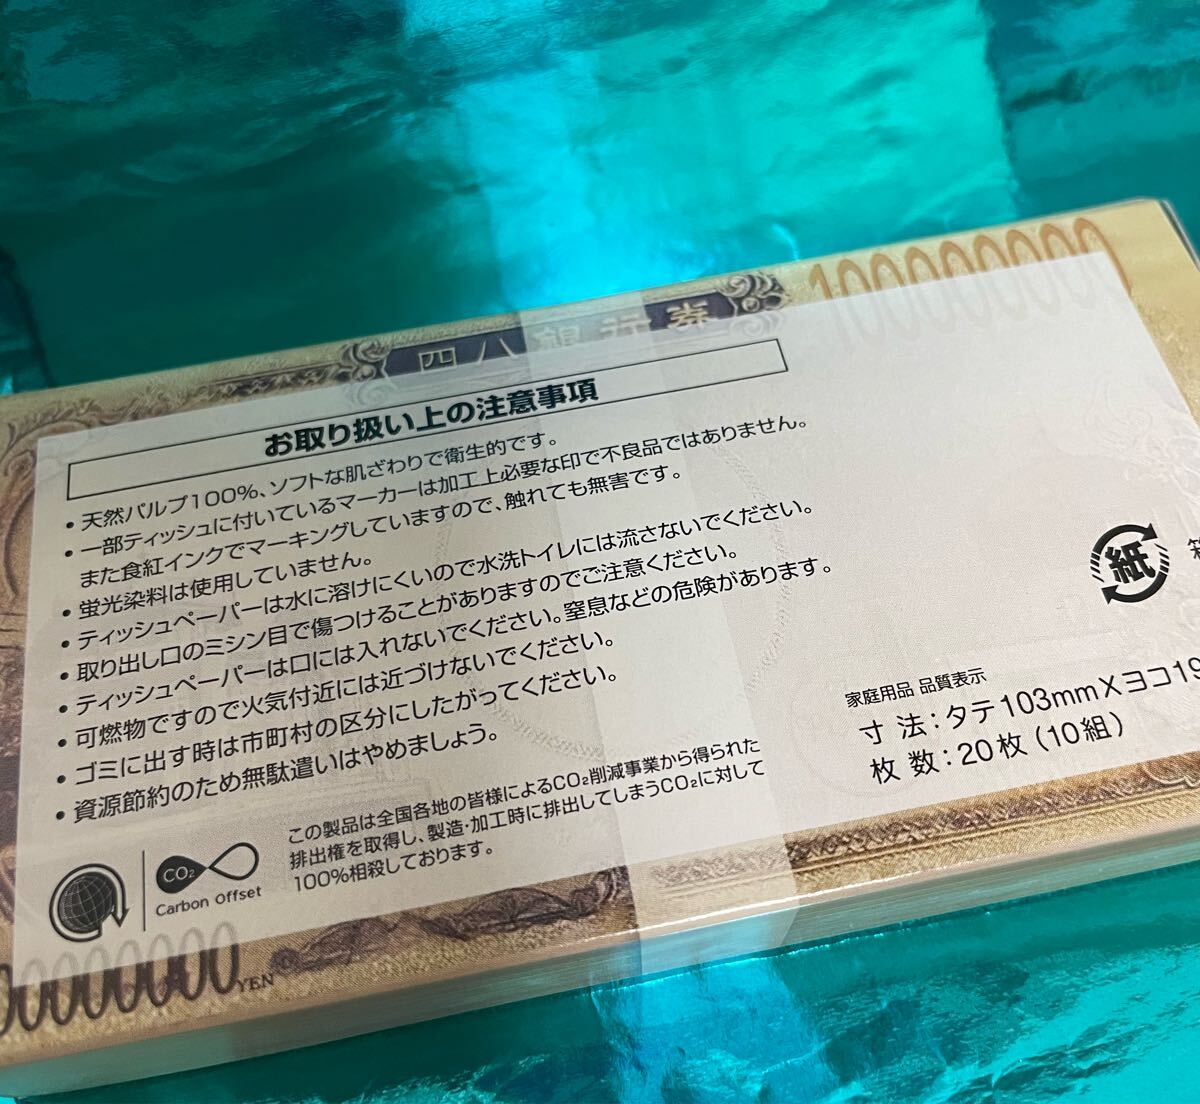 100000000
四八銀行券
お取り扱い上の注意事項
・天然パルプ100%、ソフトな肌ざわりで衛生的です。
・一部ティッシュに付いているマーカーは加工上必要な印で不良品ではありません。
また食紅インクでマーキングしていますので、触れても無害です。
・蛍光染料は使用していません。
・ティッシュペーパーは水に溶けにくいので水洗トイレには流さないでください。
・取り出し口のミシン目で傷つけることがありますのでご注意ください。
・ティッシュペーパーは口には入れないでください。窒息などの危険があります。
・可燃物ですので火気付近には近づけないでください。
・ゴミに出す時は市町村の区分にしたがってください。
・資源節約のため無駄遣いはやめましょう。
CO₂
Carbon Offset
この製品は全国各地の皆様によるCO₂削減事業から得られた
排出権を取得し、製造・加工時に排出してしまうCO₂に対して
100%相殺しております。
紙
家庭用品 品質表示
寸 法：タテ103mm×ヨコ19
枚 数：20枚（10組）
00000000YEN